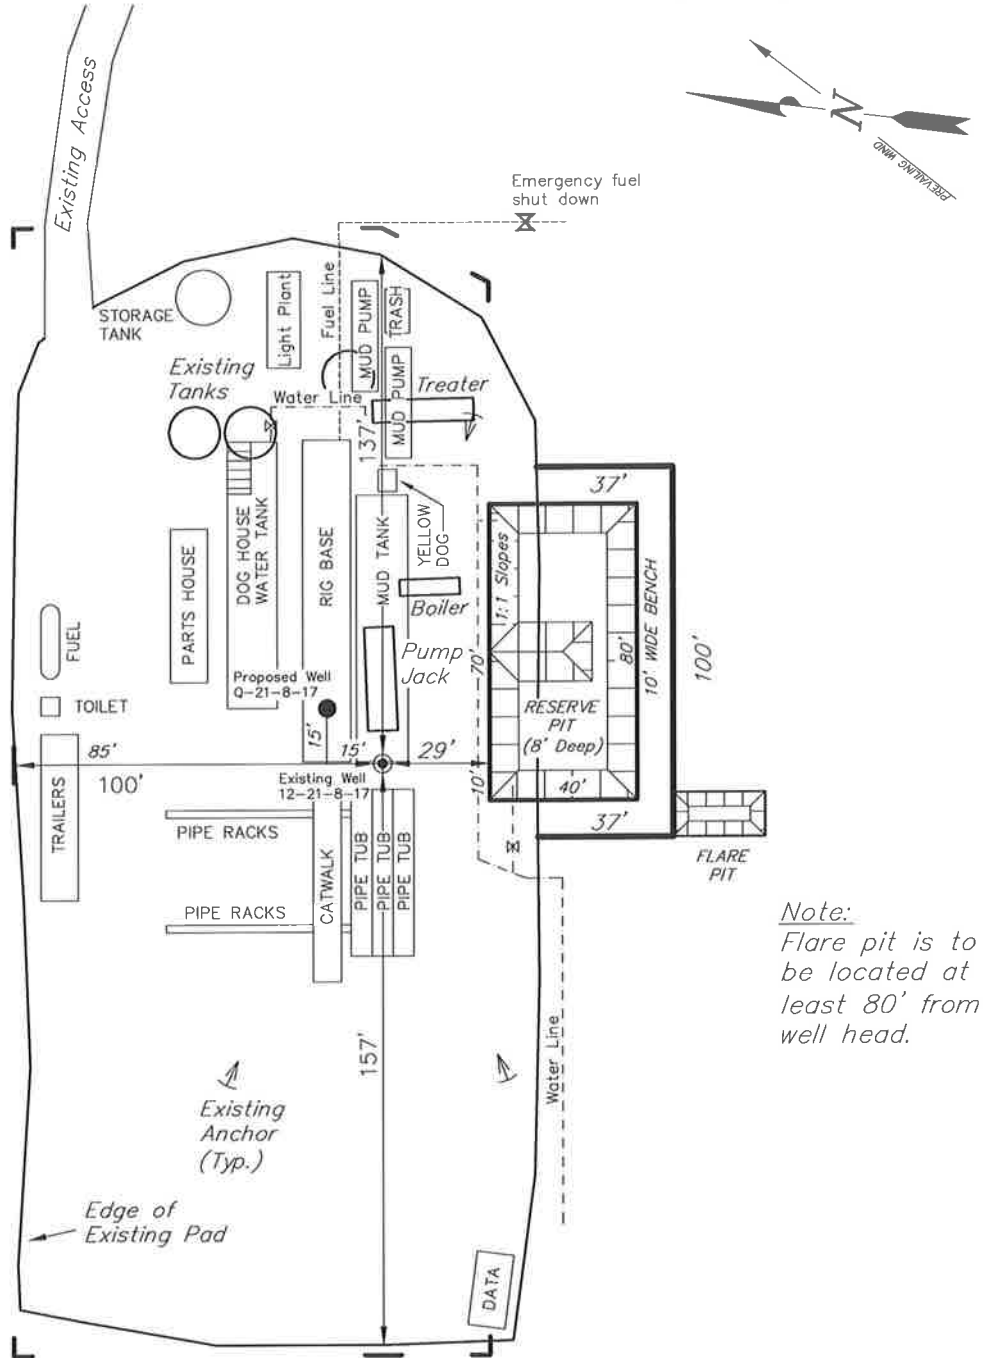 Existing Access
N
PREVAILING WIND
Emergency fuel
shut down
STORAGE
TANK
Light Plant
Fuel Line
MUD PUMP
TRASH
Existing
Tanks
Water Line
MUD PUMP
Treater
137'
37'
DOG HOUSE
WATER TANK
RIG BASE
MUD TANK
YELLOW
DOG
1:1 Slopes
PARTS HOUSE
Boiler
10' WIDE BENCH
100'
FUEL
Pump
Jack
70'
80'
Proposed Well
Q-21-8-17
TOILET
RESERVE
PIT
(8' Deep)
15'
85'
15'
29'
100'
Existing Well
12-21-8-17
10'
40'
TRAILERS
PIPE RACKS
CATWALK
PIPE TUB
PIPE TUB
PIPE TUB
37'
FLARE
PIT
PIPE RACKS
Note:
Flare pit is to
be located at
least 80' from
well head.
157'
Water Line
Existing
Anchor
(Typ.)
Edge of
Existing Pad
DATA